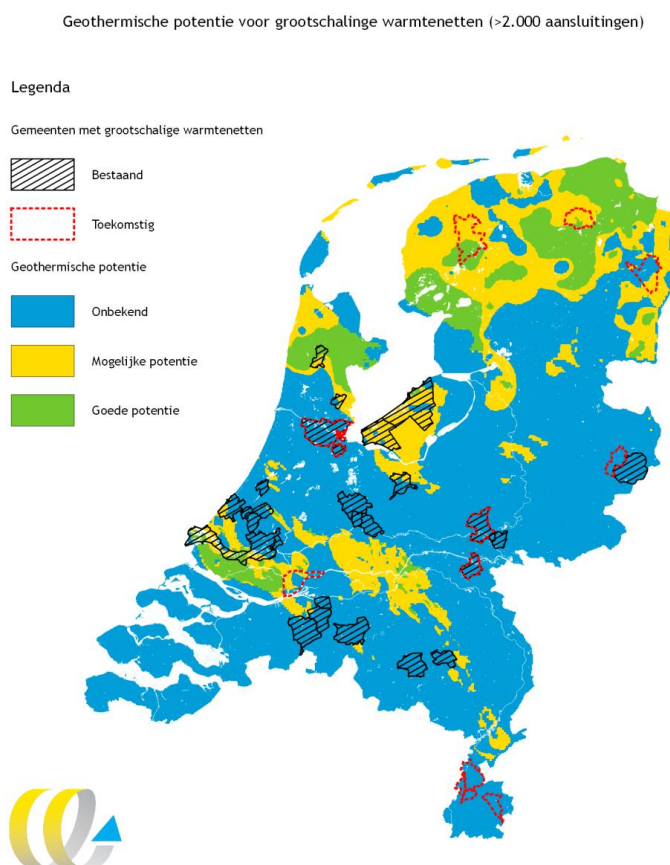 Geothermische potentie voor grootschalinge warmtenetten (>2.000 aansluitingen)
Legenda
Gemeenten met grootschalige warmtenetten
Bestaand
Toekomstig
Geothermische potentie
Onbekend
Mogelijke potentie
Goede potentie